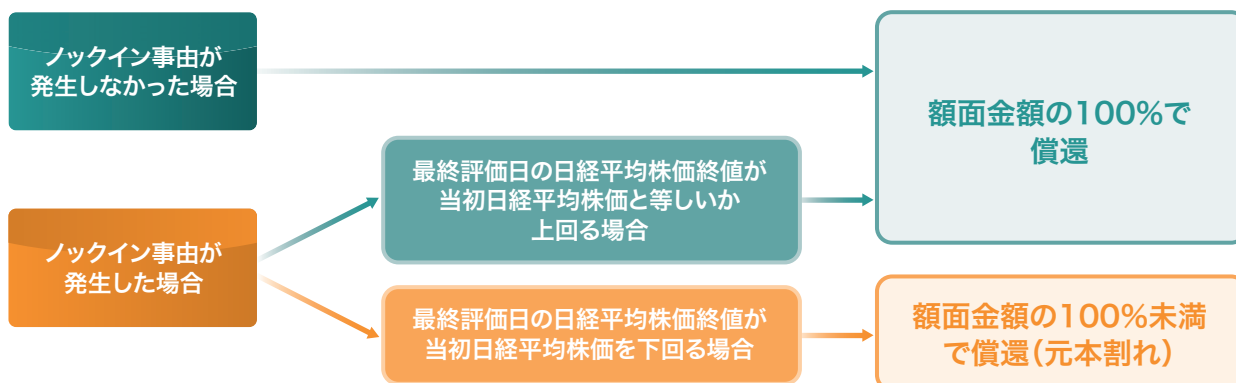 ノックイン事由が
発生しなかった場合
額面金額の100%で
償還
最終評価日の日経平均株価終値が
当初日経平均株価と等しいか
上回る場合
ノックイン事由が
発生した場合
最終評価日の日経平均株価終値が
当初日経平均株価を下回る場合
額面金額の100%未満
で償還（元本割れ）